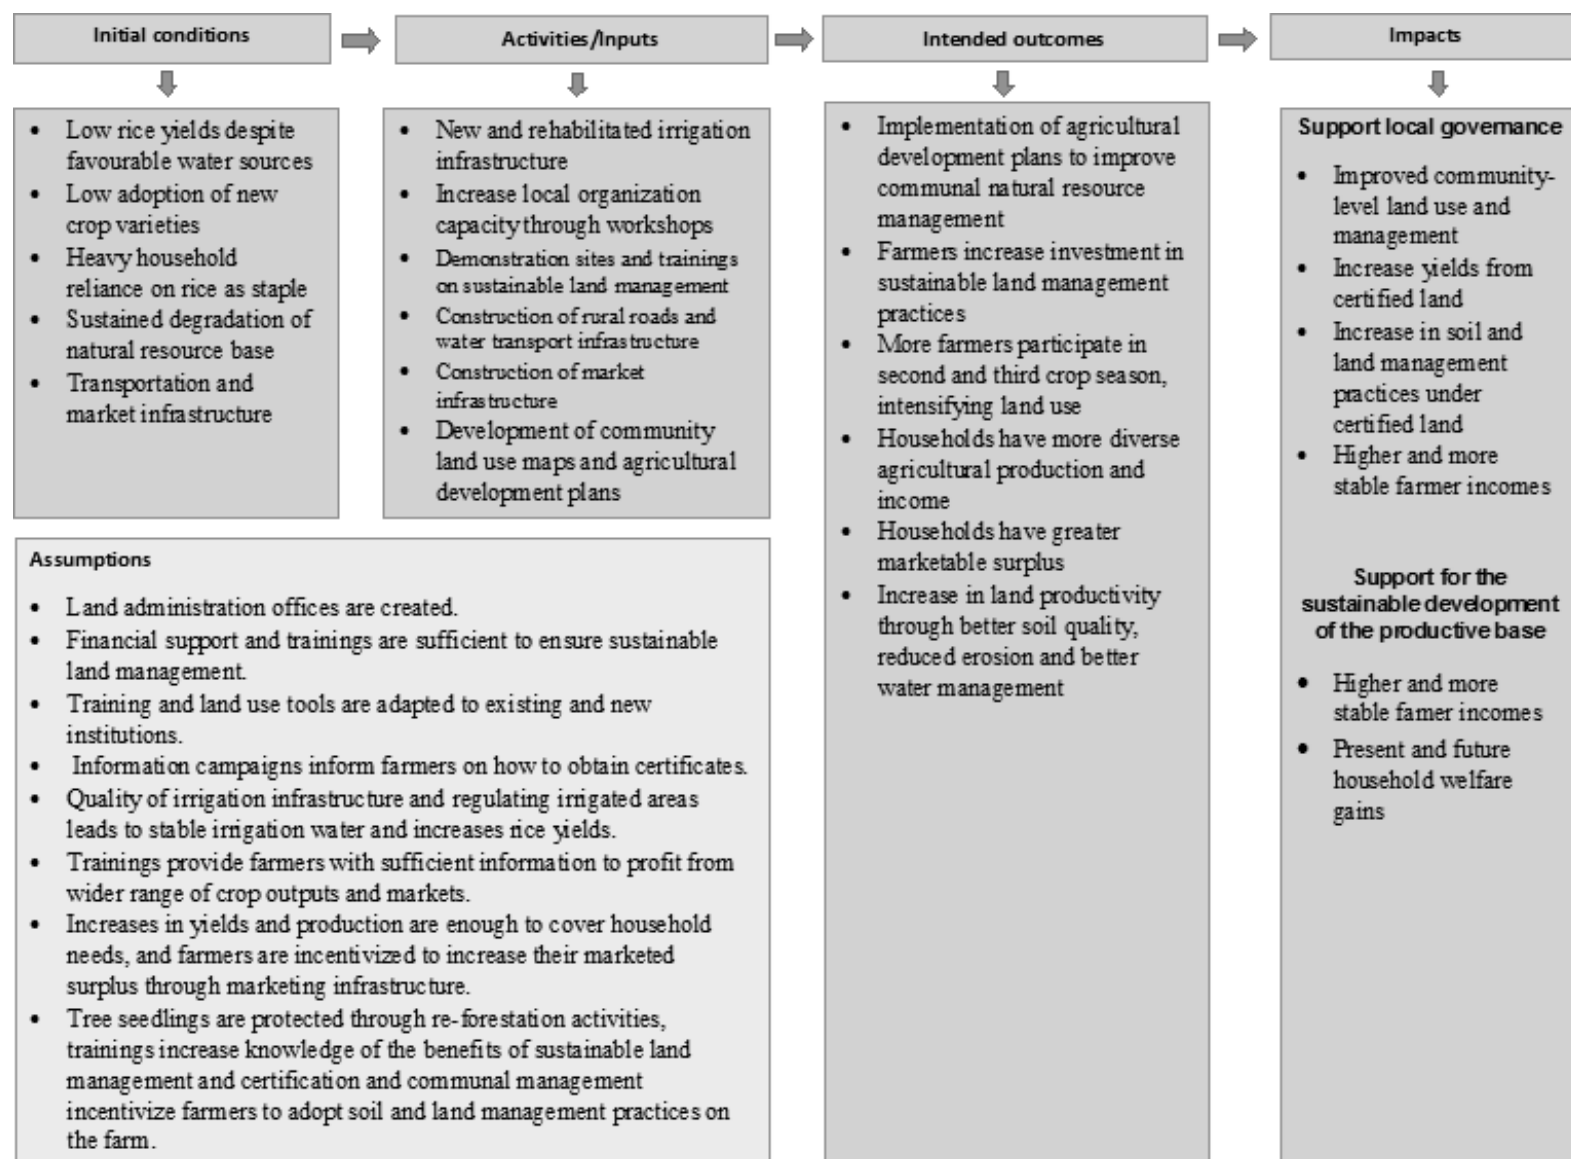 Initial conditions
Activities/Inputs
Intended outcomes
Impacts
• Low rice yields despite
favourable water sources
• Low adoption of new
crop varieties
• Heavy household
reliance on rice as staple
• Sustained degradation of
natural resource base
• Transportation and
market infrastructure
• New and rehabilitated irrigation
infrastructure
• Increase local organization
capacity through workshops
• Demonstration sites and trainings
on sustainable land management
• Construction of rural roads and
water transport infrastructure
• Construction of market
infrastructure
• Development of community
land use maps and agricultural
development plans
• Implementation of agricultural
development plans to improve
communal natural resource
management
• Farmers increase investment in
sustainable land management
practices
• More farmers participate in
second and third crop season,
intensifying land use
• Households have more diverse
agricultural production and
income
• Households have greater
marketable surplus
• Increase in land productivity
through better soil quality,
reduced erosion and better
water management
Support local governance
• Improved community-
level land use and
management
• Increase yields from
certified land
• Increase in soil and
land management
practices under
certified land
• Higher and more
stable farmer incomes
Support for the
sustainable development
of the productive base
• Higher and more
stable famer incomes
• Present and future
household welfare
gains
Assumptions
• Land administration offices are created.
• Financial support and trainings are sufficient to ensure sustainable
land management.
• Training and land use tools are adapted to existing and new
institutions.
• Information campaigns inform farmers on how to obtain certificates.
• Quality of irrigation infrastructure and regulating irrigated areas
leads to stable irrigation water and increases rice yields.
• Trainings provide farmers with sufficient information to profit from
wider range of crop outputs and markets.
• Increases in yields and production are enough to cover household
needs, and farmers are incentivized to increase their marketed
surplus through marketing infrastructure.
• Tree seedlings are protected through re-forestation activities,
trainings increase knowledge of the benefits of sustainable land
management and certification and communal management
incentivize farmers to adopt soil and land management practices on
the farm.